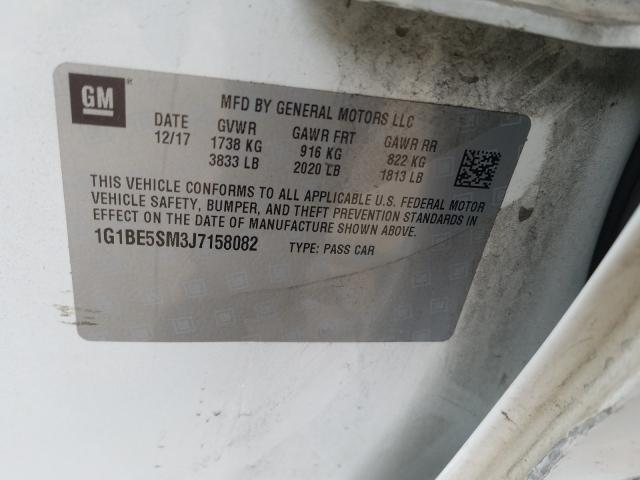 GM
MFD BY GENERAL MOTORS LLC
DATE GVWR GAWR FRT GAWR RR
12/17 1738 KG 916 KG 822 KG
3833 LB 2020 LB 1813 LB
THIS VEHICLE CONFORMS TO ALL APPLICABLE U.S. FEDERAL MOTOR
VEHICLE SAFETY, BUMPER, AND THEFT PREVENTION STANDARDS IN
EFFECT ON THE DATE OF MANUFACTURE SHOWN ABOVE.
1G1BE5SM3J7158082 TYPE: PASS CAR